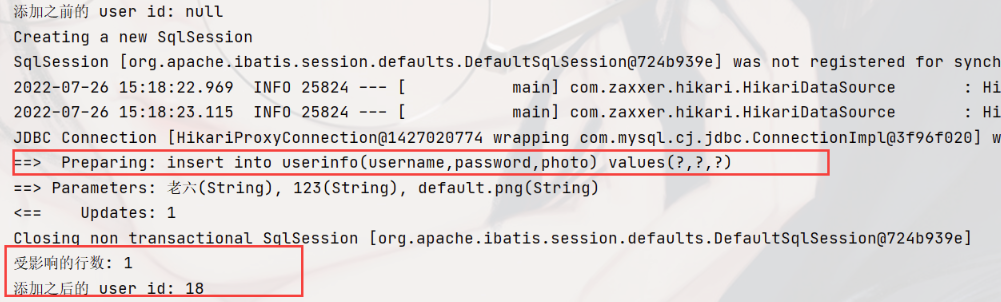 添加之前的 user id: null
Creating a new SqlSession
SqlSession [org.apache.ibatis.session.defaults.DefaultSqlSession@724b939e] was not registered for synch
2022-07-26 15:18:22.969  INFO 25824 --- [           main] com.zaxxer.hikari.HikariDataSource       : Hi
2022-07-26 15:18:23.115  INFO 25824 --- [           main] com.zaxxer.hikari.HikariDataSource       : Hi
JDBC Connection [HikariProxyConnection@1427020774 wrapping com.mysql.cj.jdbc.ConnectionImpl@3f96f020] w
==>  Preparing: insert into userinfo(username,password,photo) values(?,?,?)
==> Parameters: 老六(String), 123(String), default.png(String)
<==    Updates: 1
Closing non transactional SqlSession [org.apache.ibatis.session.defaults.DefaultSqlSession@724b939e]
受影响的行数: 1
添加之后的 user id: 18